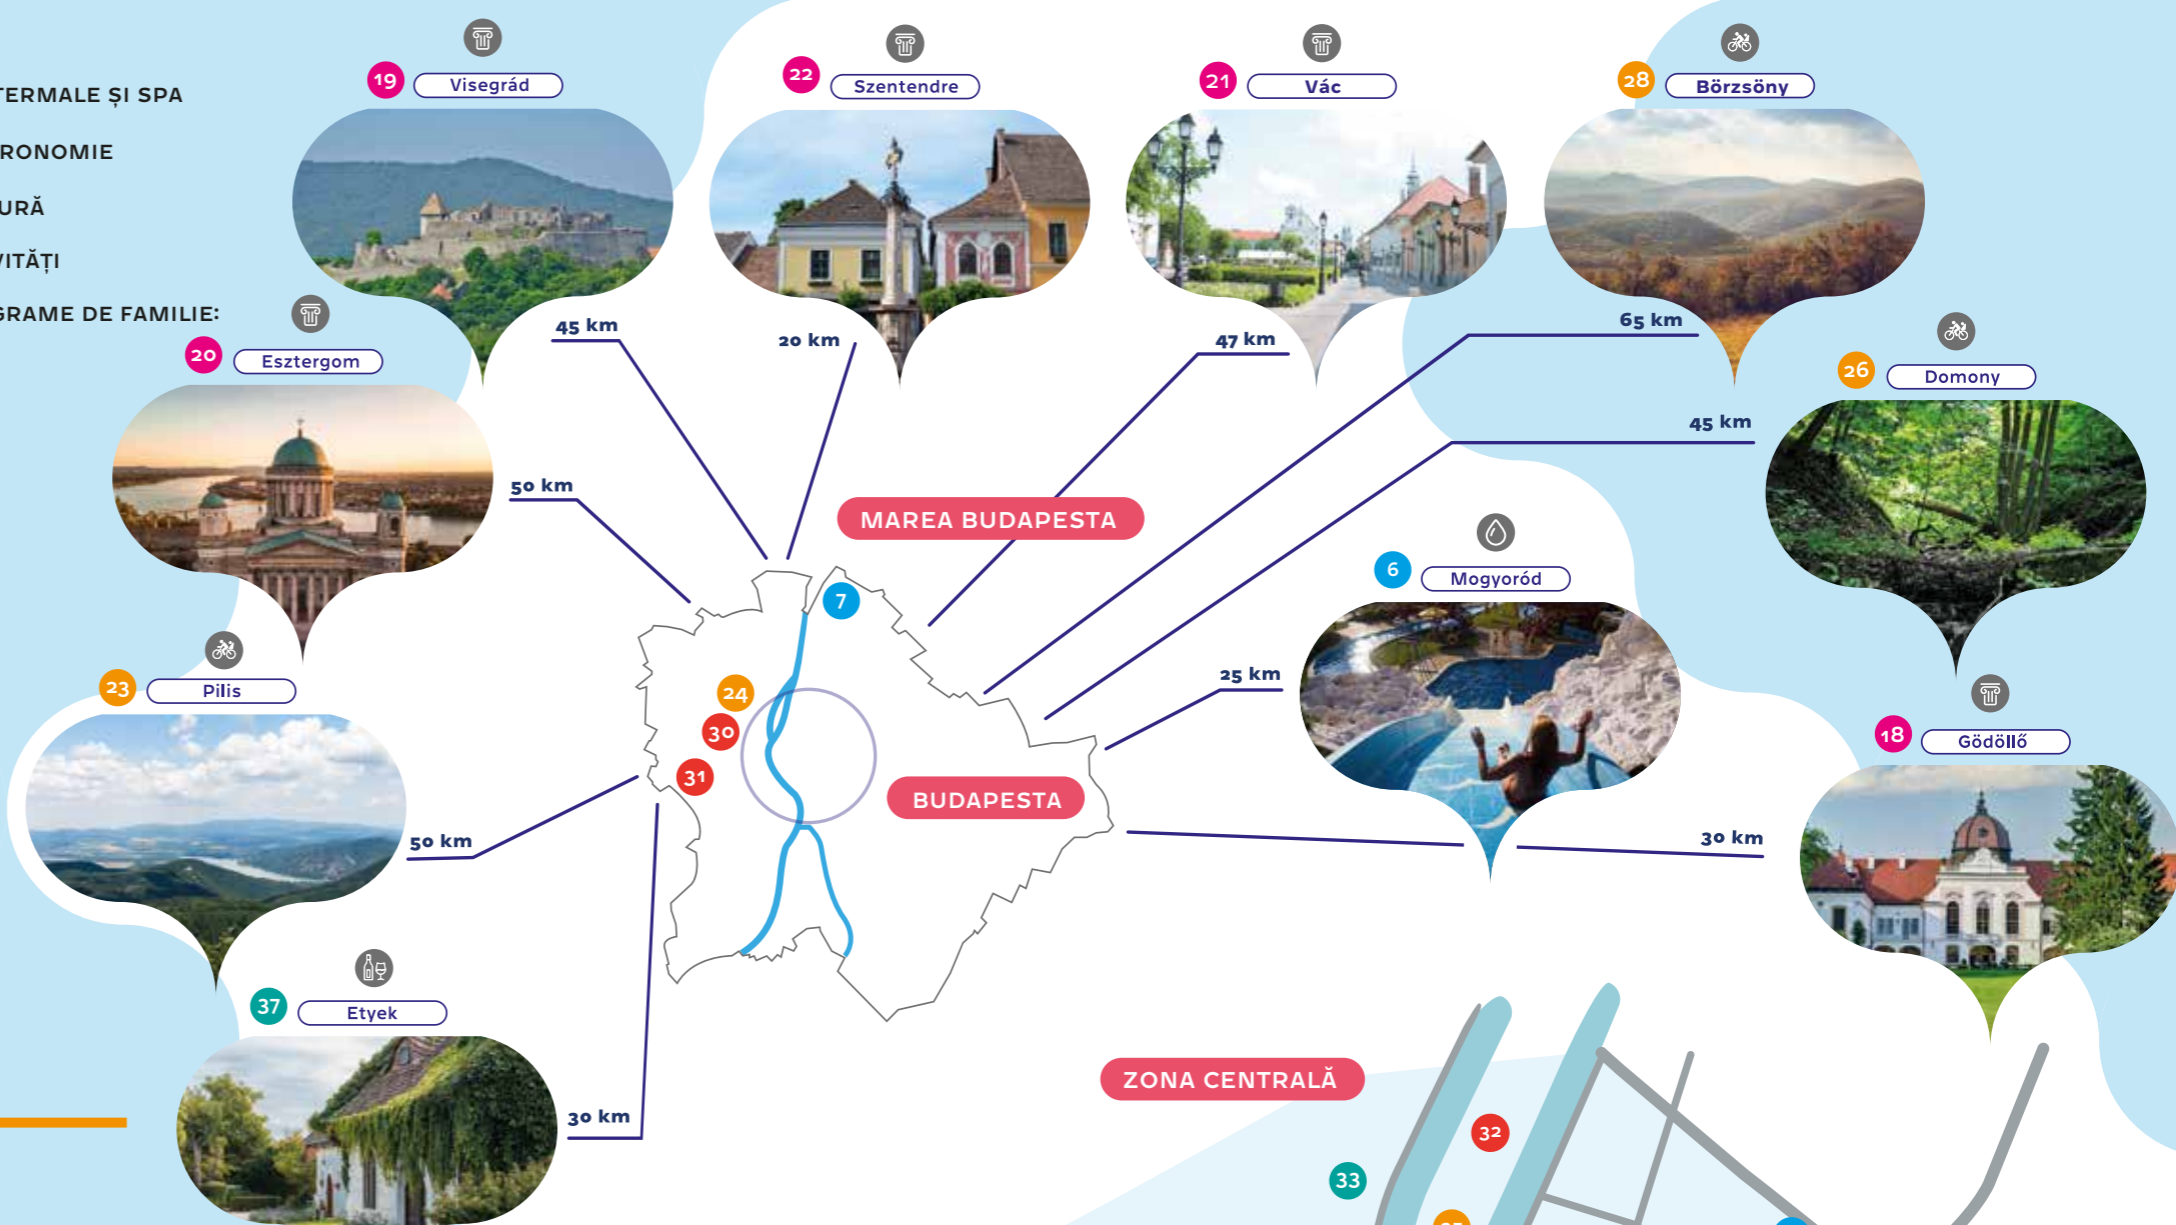 TERMALE ȘI SPA
RONOMIE
URĂ
VITĂȚI
GRAME DE FAMILIE:
19 Visegrád
22 Szentendre
21 Vác
28 Börzsöny
20 Esztergom
26 Domony
45 km
20 km
47 km
65 km
45 km
50 km
MAREA BUDAPESTA
6 Mogyoród
7
23 Pilis
24
30
31
25 km
18 Gödöllő
BUDAPESTA
50 km
30 km
37 Etyek
ZONA CENTRALĂ
30 km
32
33